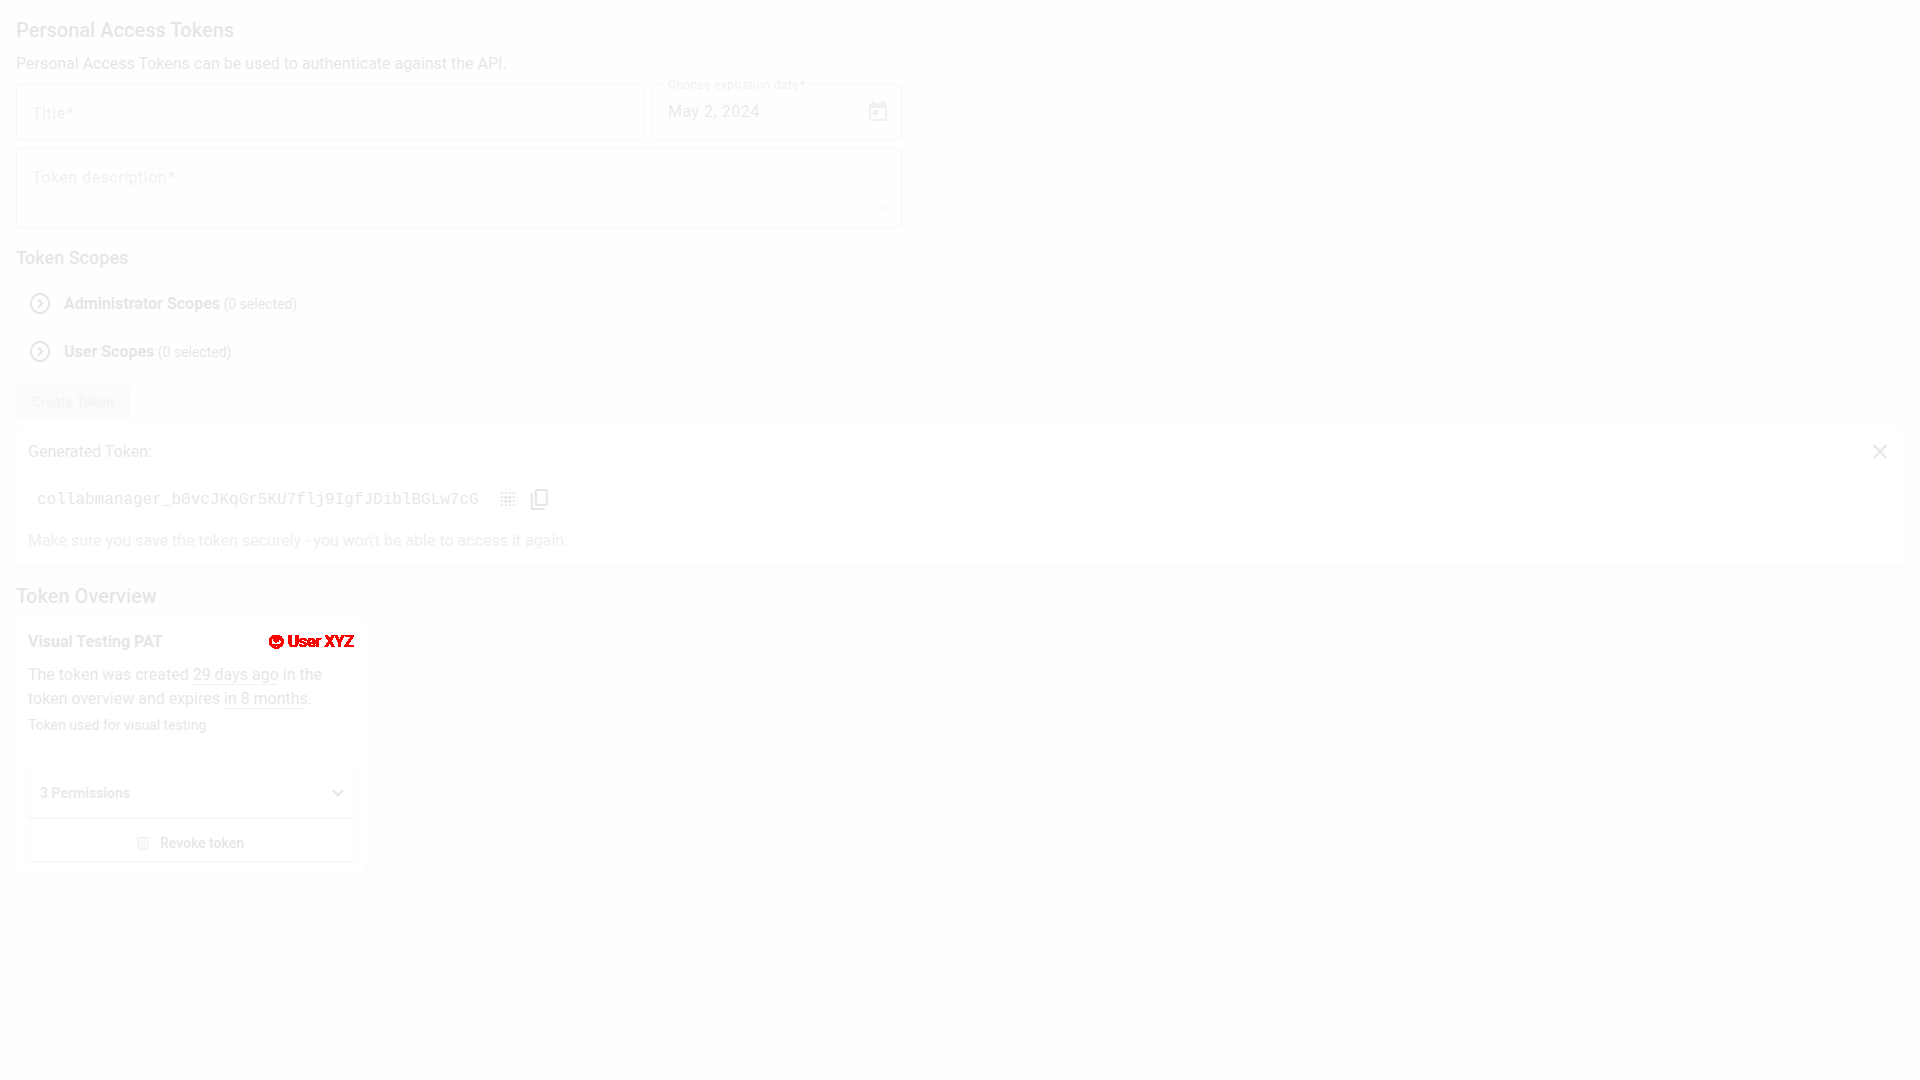 Personal Access Tokens
Personal Access Tokens can be used to authenticate against the API.
Choose expiration date*
Title*
May 2, 2024
Token description*
Token Scopes
Administrator Scopes (0 selected)
User Scopes (0 selected)
Create Token
Generated Token:
collabmanager_b0vcJKqGr5KU7flj9IgfJDiblBGLw7cG
Make sure you save the token securely - you won't be able to access it again.
Token Overview
Visual Testing PAT
User XYZ
The token was created 29 days ago in the
token overview and expires in 8 months.
Token used for visual testing
3 Permissions
Revoke token